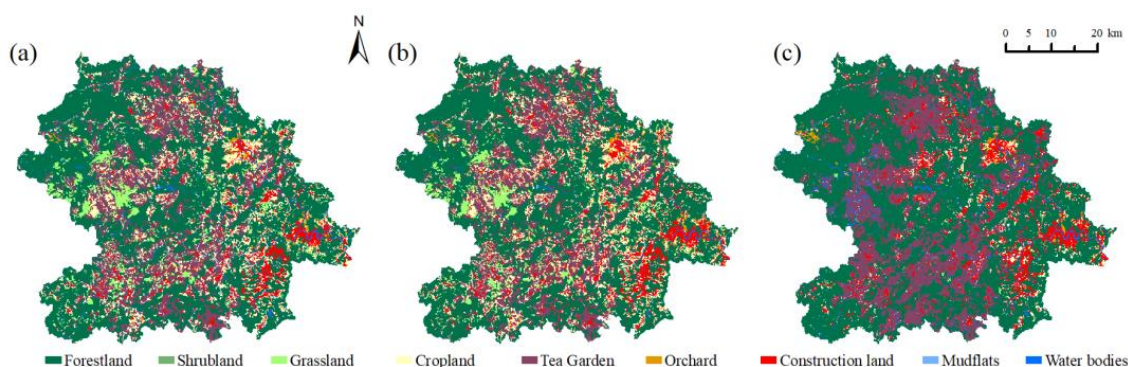 N
(a)
(b)
(c)
0 5 10 20 km
Forestland Shrubland Grassland Cropland Tea Garden Orchard Construction land Mudflats Water bodies